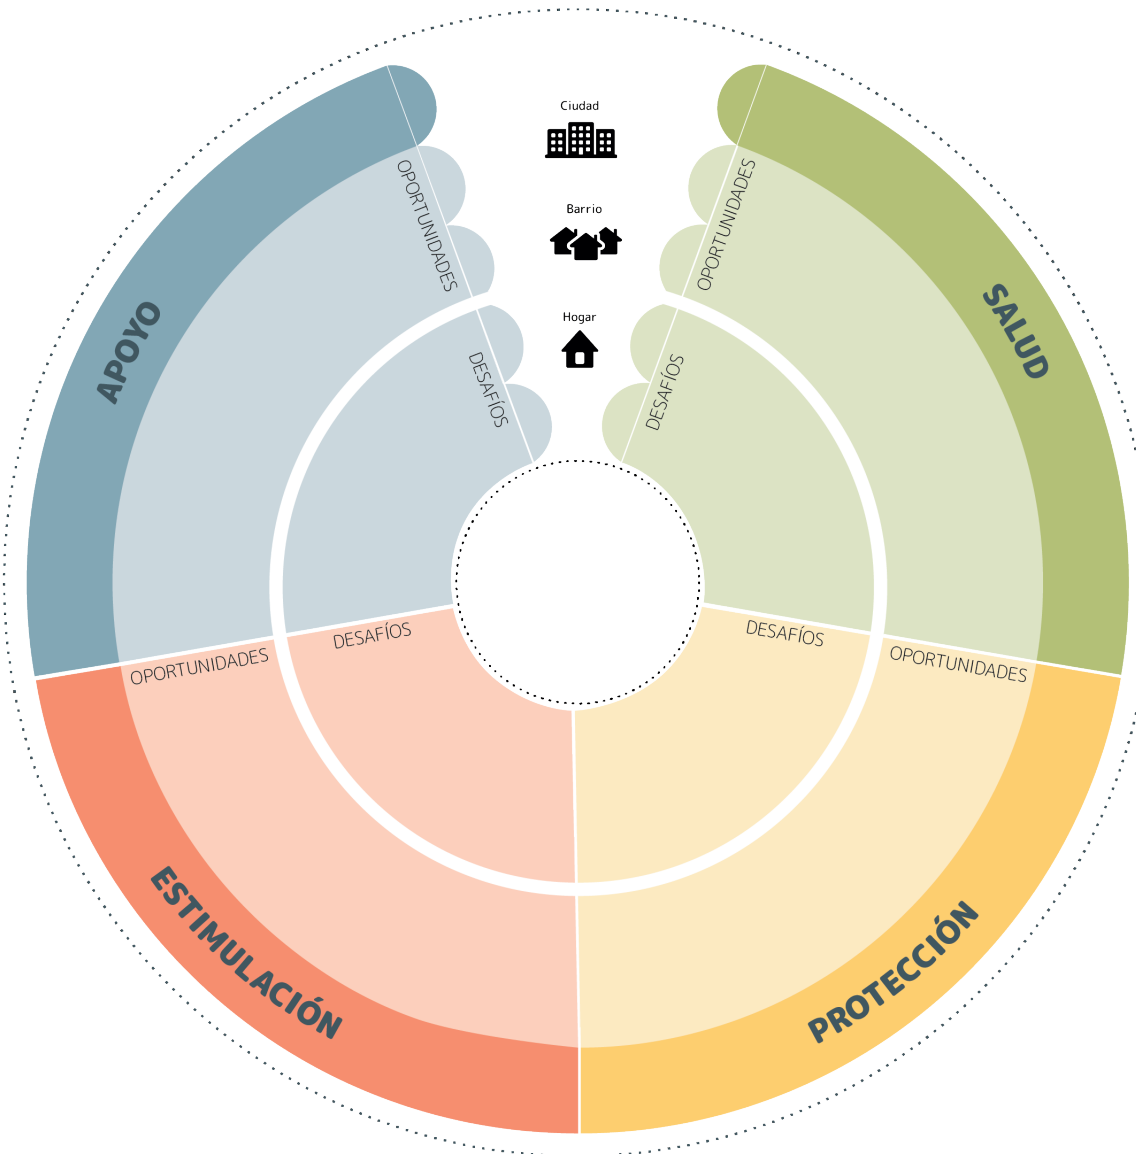 Ciudad
Barrio
Hogar
APOYO
OPORTUNIDADES
DESAFÍOS
SALUD
OPORTUNIDADES
DESAFÍOS
ESTIMULACIÓN
OPORTUNIDADES
DESAFÍOS
PROTECCIÓN
DESAFÍOS
OPORTUNIDADES